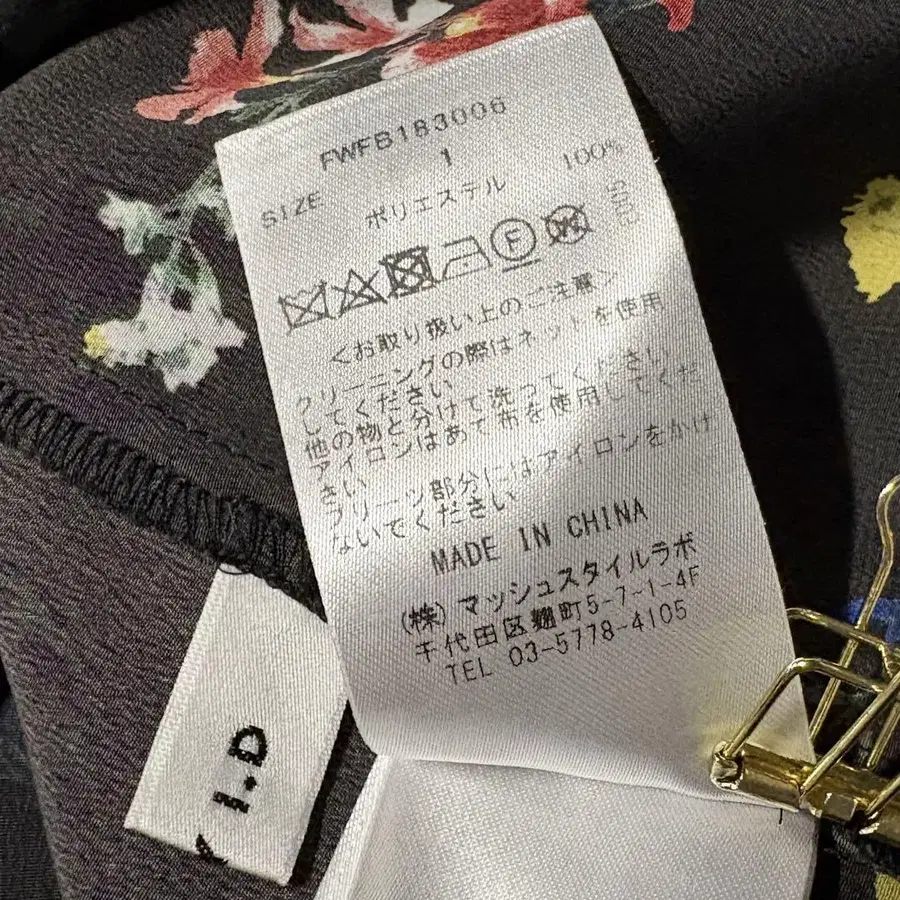 FWFB183006
SIZE 1
ポリエステル 100%
F
<お取り扱い上のご注意>
クリーニングの際はネットを使用
してください
他の物と分けて洗ってください
アイロンはあて布を使用してくだ
さい
プリーツ部分にはアイロンをかけ
ないでください
MADE IN CHINA
(株)マッシュスタイルラボ
千代田区麹町5-7-1-4F
TEL 03-5778-4105
Y I.D